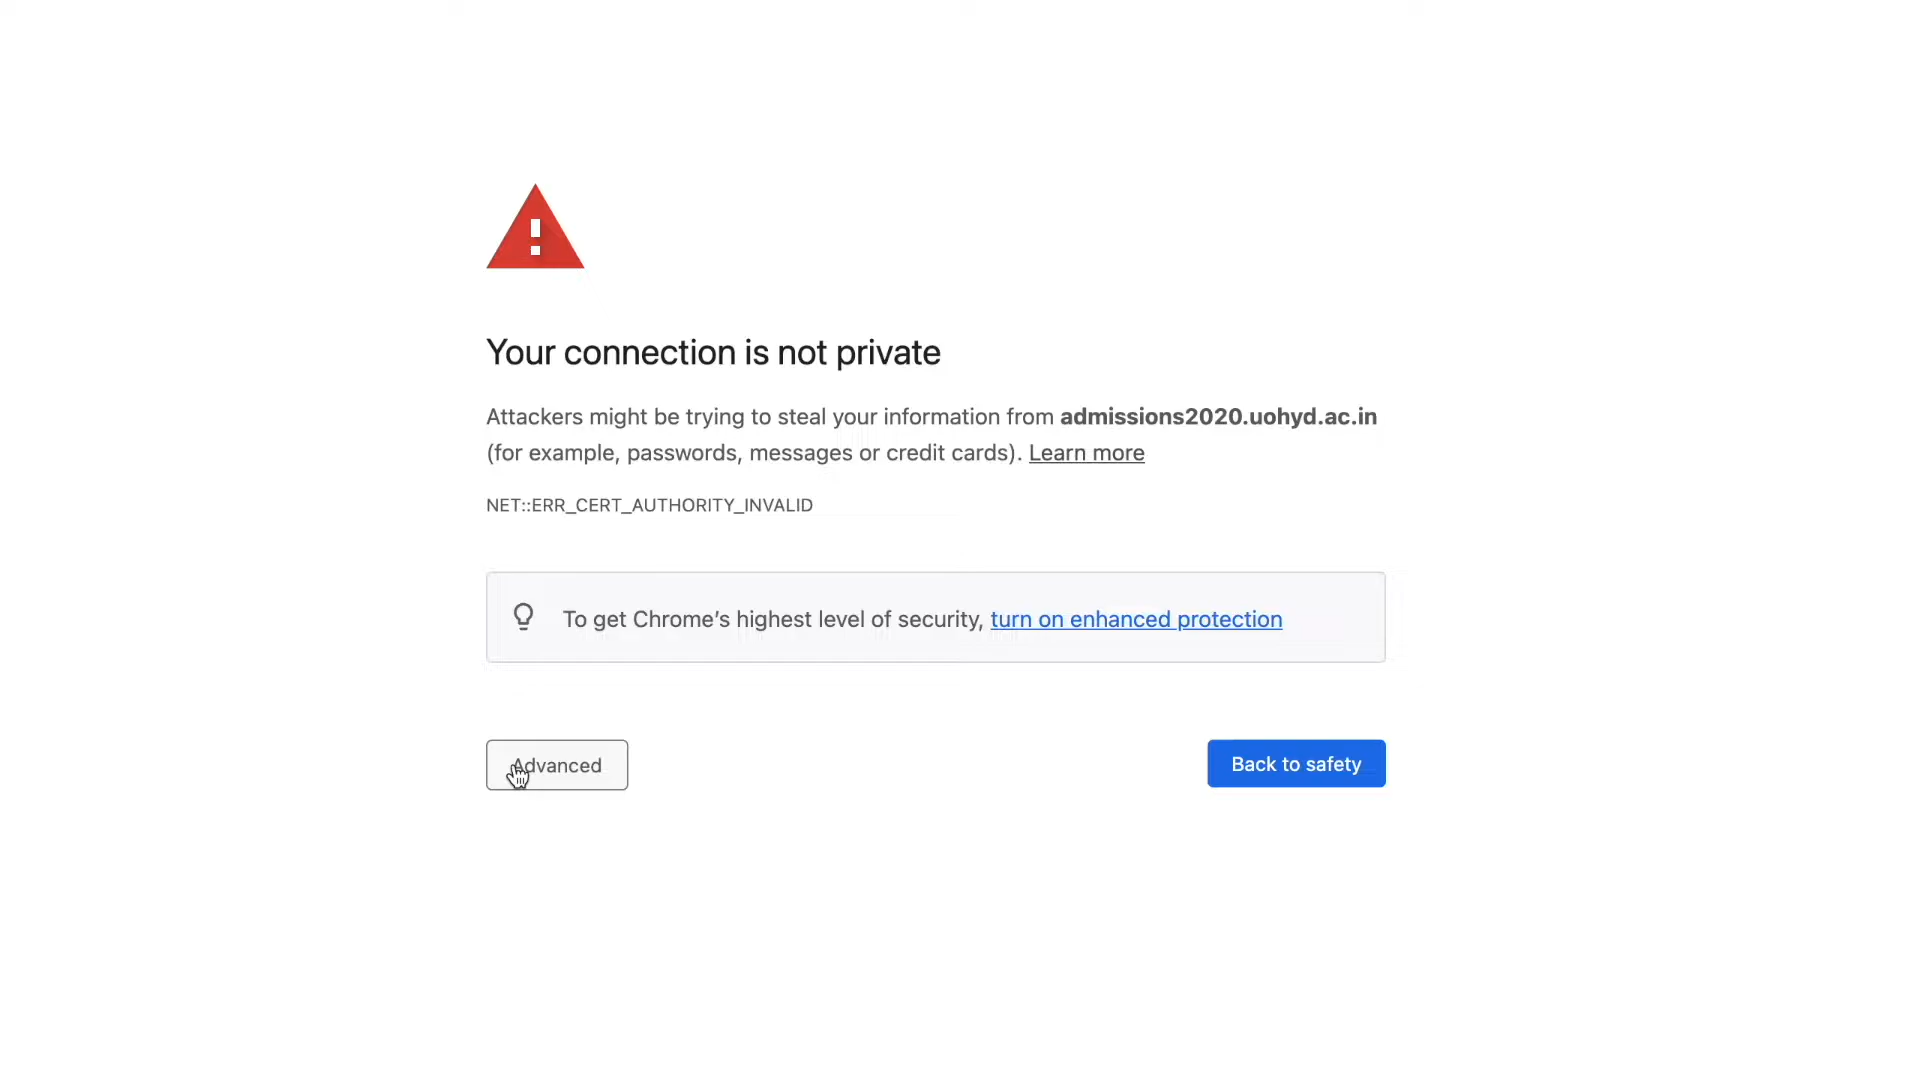 Your connection is not private
Attackers might be trying to steal your information from admissions2020.uohyd.ac.in
(for example, passwords, messages or credit cards). Learn more
NET::ERR_CERT_AUTHORITY_INVALID
To get Chrome's highest level of security, turn on enhanced protection
Advanced
Back to safety